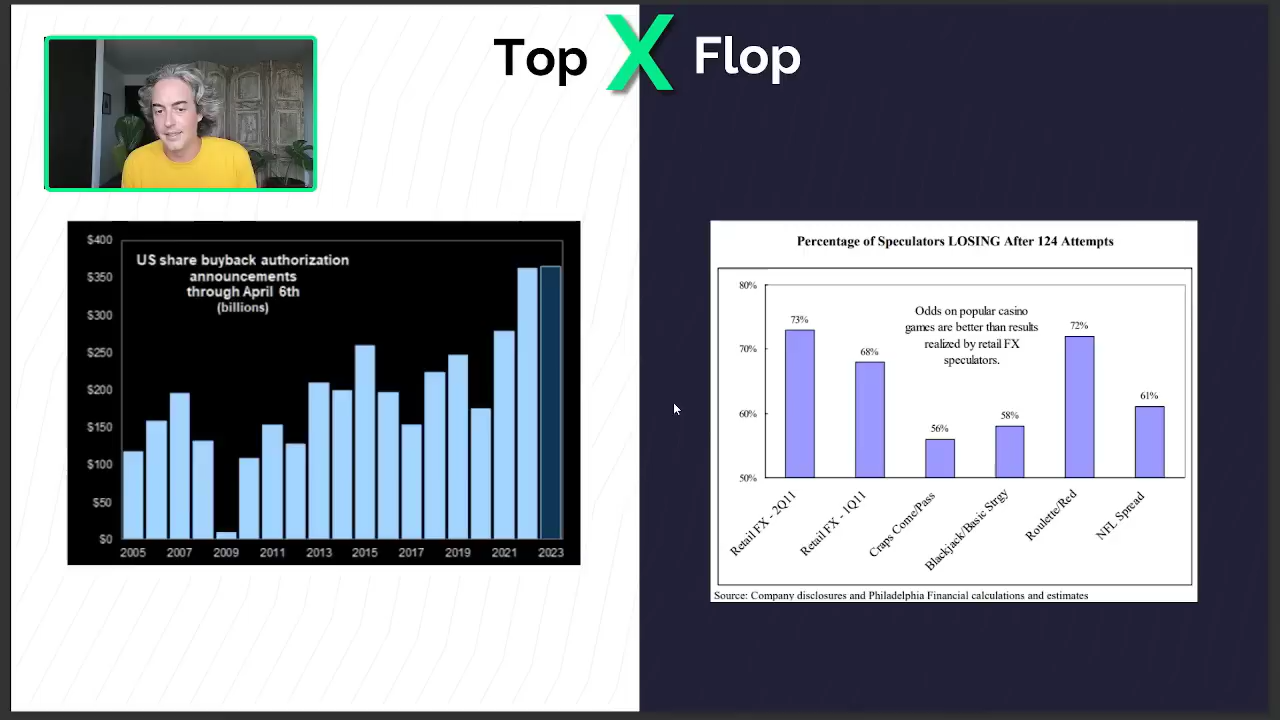 Top X Flop
$400
$350
$300
$250
$200
$150
$100
$50
$0
US share buyback authorization
announcements
through April 6th
(billions)
2005 2007 2009 2011 2013 2015 2017 2019 2021 2023
Percentage of Speculators LOSING After 124 Attempts
80%
70%
60%
50%
Odds on popular casino
games are better than results
realized by retail FX
speculators.
73%
68%
56%
58%
72%
61%
Retail FX - 2Q11
Retail FX - 1Q11
Craps Come/Pass
Blackjack/Basic Strgy
Roulette/Red
NFL Spread
Source: Company disclosures and Philadelphia Financial calculations and estimates